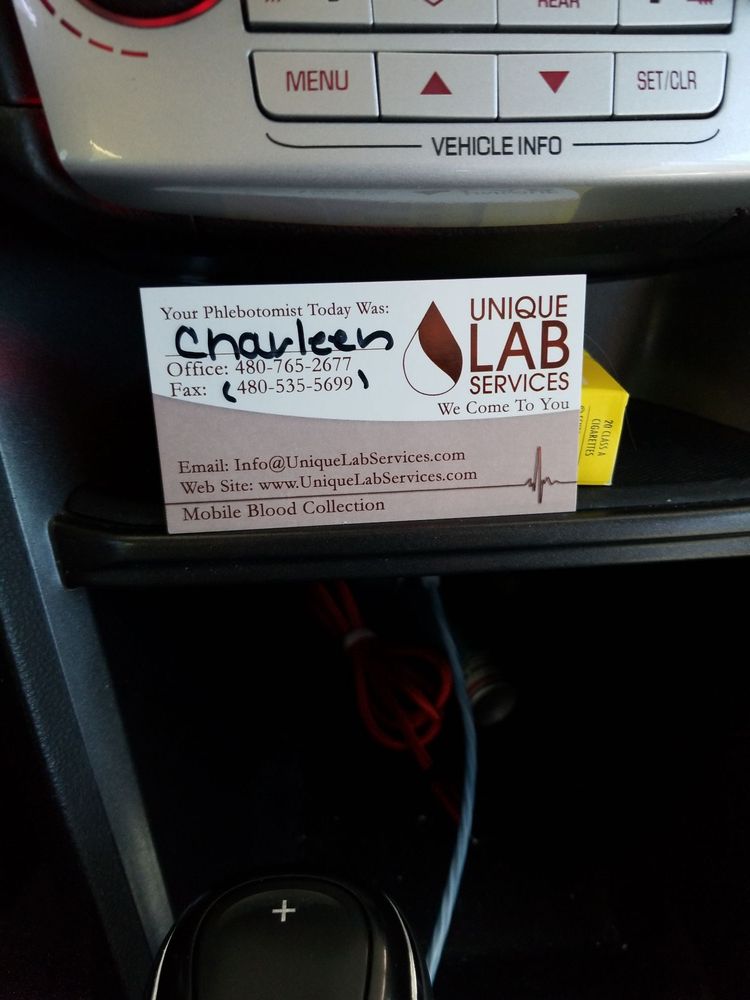 REAR
MENU
SET/CLR
VEHICLE INFO
Your Phlebotomist Today Was:
Charleen
Office: 480-765-2677
Fax: (480-535-5699)
UNIQUE
LAB
SERVICES
We Come To You
Email: Info@UniqueLabServices.com
Web Site: www.UniqueLabServices.com
Mobile Blood Collection
20 CLASS A
CIGARETTES
+